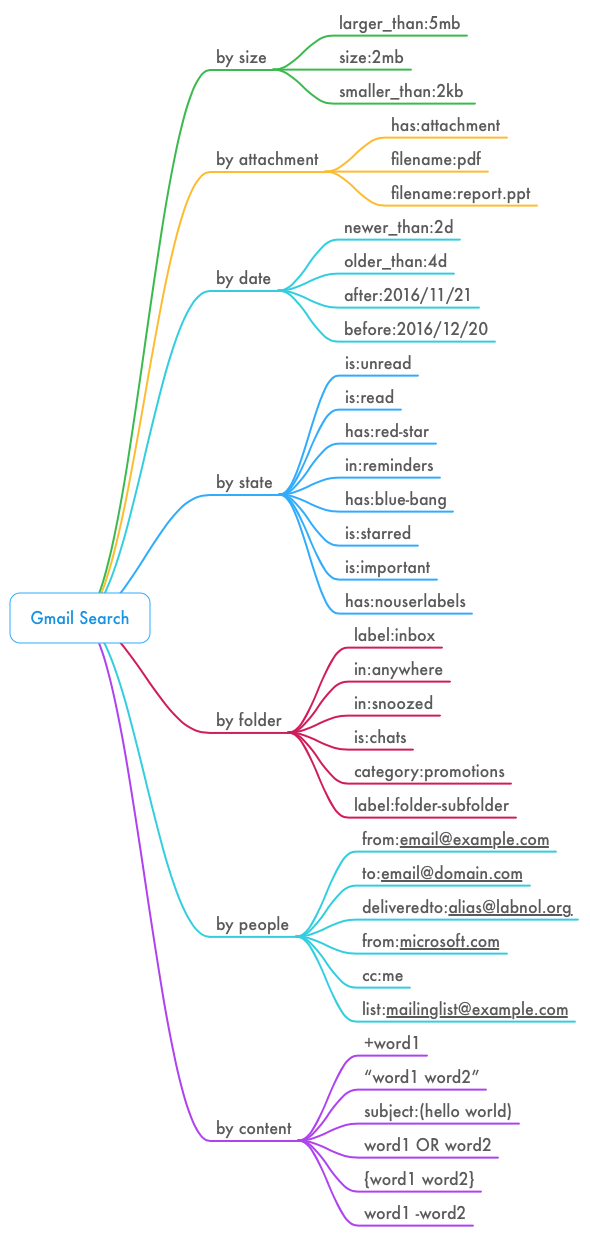 larger_than:5mb
by size
size:2mb
smaller_than:2kb
has:attachment
by attachment
filename:pdf
filename:report.ppt
newer_than:2d
older_than:4d
by date
after:2016/11/21
before:2016/12/20
is:unread
is:read
has:red-star
in:reminders
by state
has:blue-bang
is:starred
is:important
has:nouserlabels
Gmail Search
label:inbox
in:anywhere
in:snoozed
by folder
is:chats
category:promotions
label:folder-subfolder
from:email@example.com
to:email@domain.com
deliveredto:alias@labnol.org
by people
from:microsoft.com
cc:me
list:mailinglist@example.com
+word1
“word1 word2”
subject:(hello world)
by content
word1 OR word2
{word1 word2}
word1 -word2